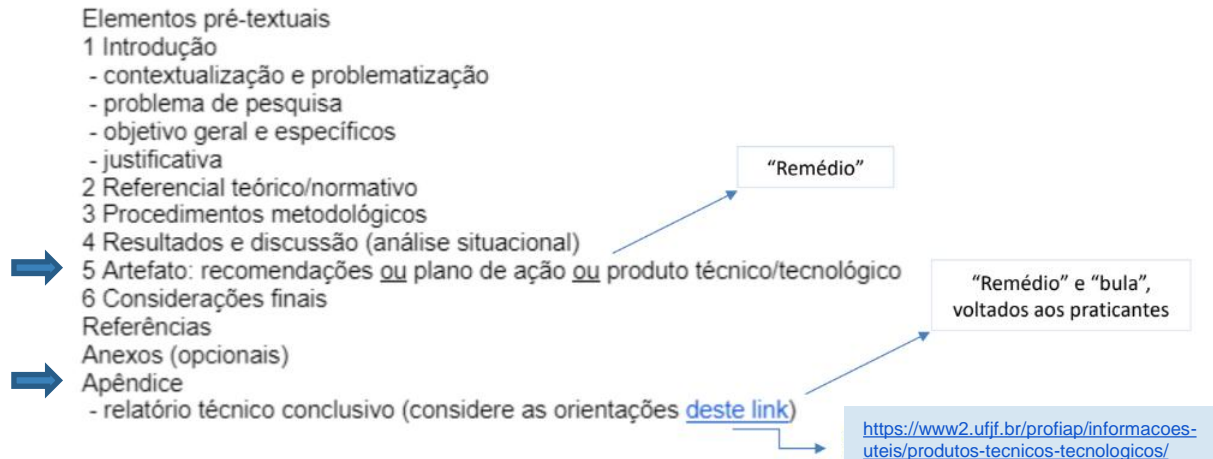 Elementos pré-textuais
1 Introdução
- contextualização e problematização
- problema de pesquisa
- objetivo geral e específicos
- justificativa
2 Referencial teórico/normativo
3 Procedimentos metodológicos
4 Resultados e discussão (análise situacional)
5 Artefato: recomendações ou plano de ação ou produto técnico/tecnológico
6 Considerações finais
Referências
Anexos (opcionais)
Apêndice
- relatório técnico conclusivo (considere as orientações deste link)
“Remédio”
“Remédio” e “bula”,
voltados aos praticantes
https://www2.ufjf.br/profiap/informacoes-
uteis/produtos-tecnicos-tecnologicos/